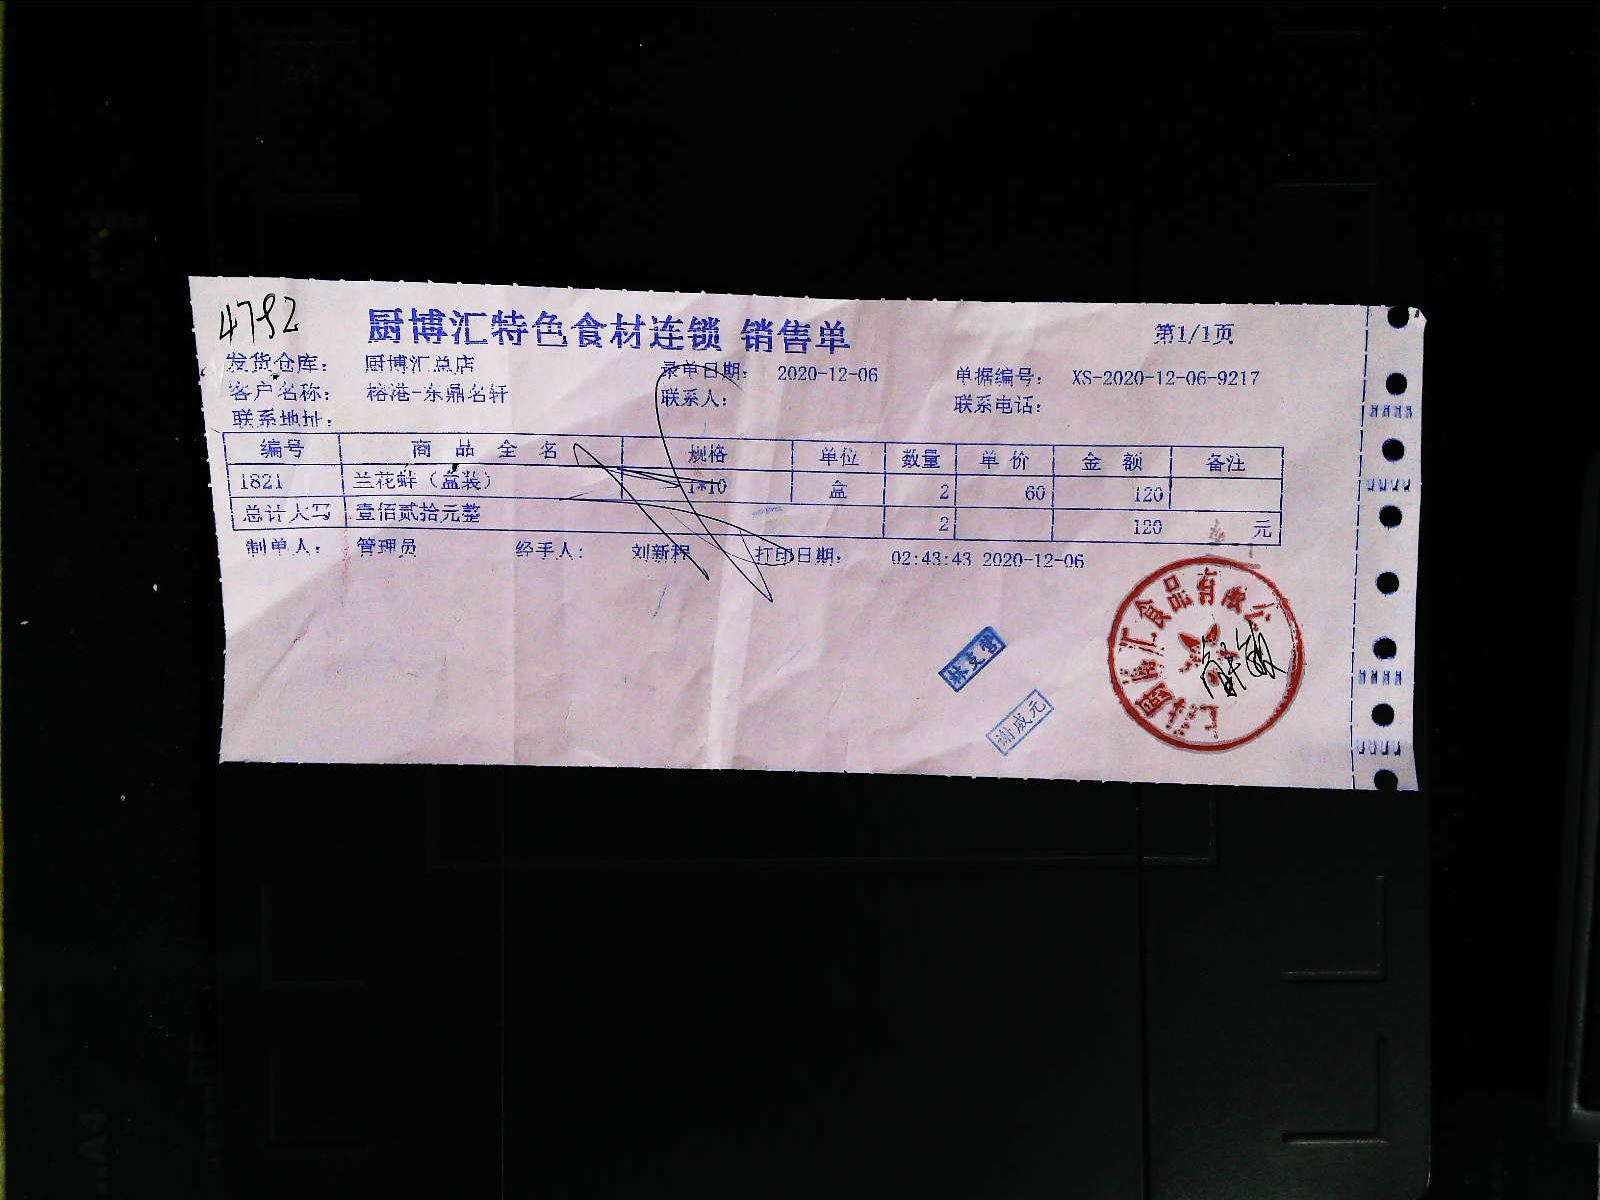 4792
厨博汇特色食材连锁 销售单
第1/1页
发货仓库： 厨博汇总店 录单日期： 2020-12-06 单据编号： XS-2020-12-06-9217
客户名称： 榕港-东鼎名轩 联系人： 联系电话：
联系地址：
编号 商品全名 规格 单位 数量 单价 金额 备注
1821 兰花蚌（盒装） 1*10 盒 2 60 120
总计大写 壹佰贰拾元整 2 120 元
制单人： 管理员 经手人： 刘新程 打印日期： 02:43:43 2020-12-06
林支营
谢威元